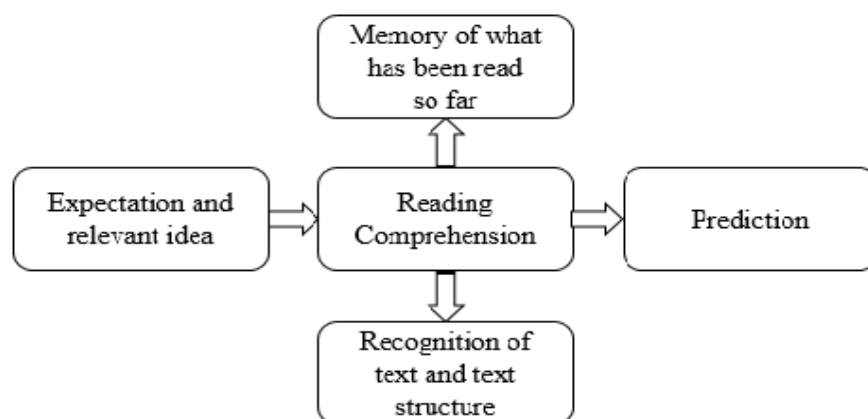 Memory of what
has been read
so far
Expectation and
relevant idea
Reading
Comprehension
Prediction
Recognition of
text and text
structure